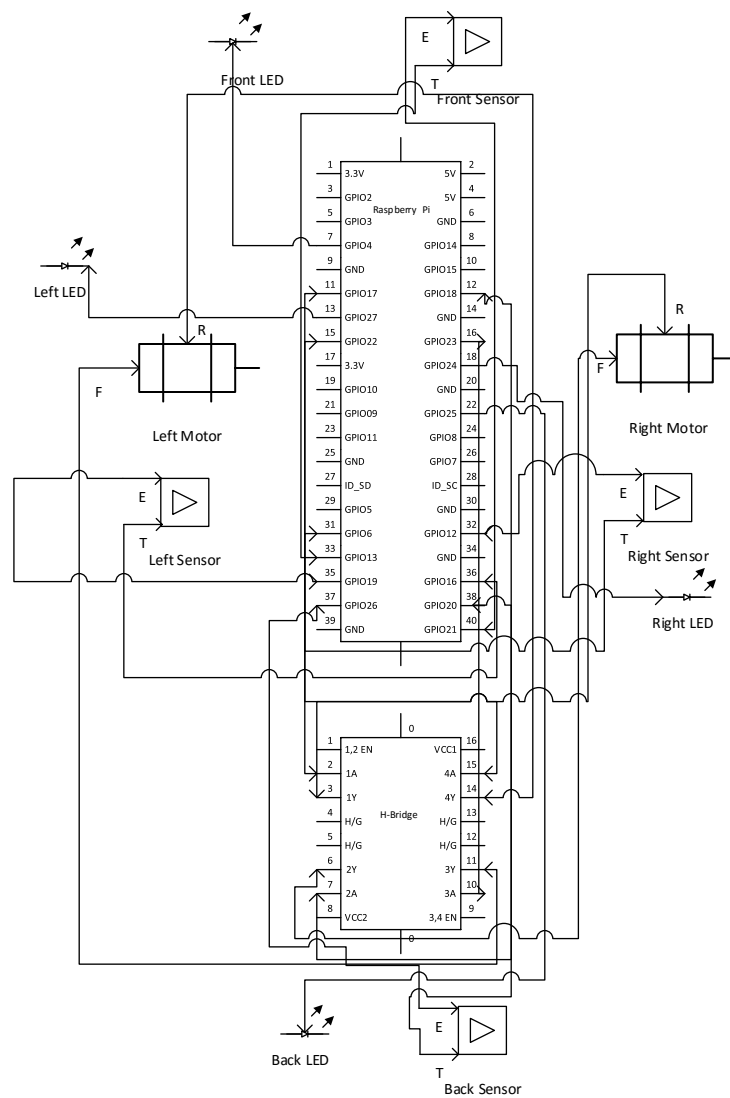 E
Front LED
T
Front Sensor
1 3.3V 5V 2
3 GPIO2 5V 4
Raspberry Pi
5 GPIO3 GND 6
7 GPIO4 GPIO14 8
9 GND GPIO15 10
Left LED
11 GPIO17 GPIO18 12
13 GPIO27 GND 14
R
R
15 GPIO22 GPIO23 16
17 3.3V GPIO24 18
F
F
19 GPIO10 GND 20
21 GPIO09 GPIO25 22
Left Motor
Right Motor
23 GPIO11 GPIO8 24
25 GND GPIO7 26
27 ID_SD ID_SC 28
E
E
29 GPIO5 GND 30
31 GPIO6 GPIO12 32
T
T
Left Sensor
Right Sensor
33 GPIO13 GND 34
35 GPIO19 GPIO16 36
37 GPIO26 GPIO20 38
Right LED
39 GND GPIO21 40
0
1 1,2 EN VCC1 16
2 1A 4A 15
3 1Y 4Y 14
H-Bridge
4 H/G H/G 13
5 H/G H/G 12
6 2Y 3Y 11
7 2A 3A 10
8 VCC2 3,4 EN 9
0
E
Back LED
T
Back Sensor